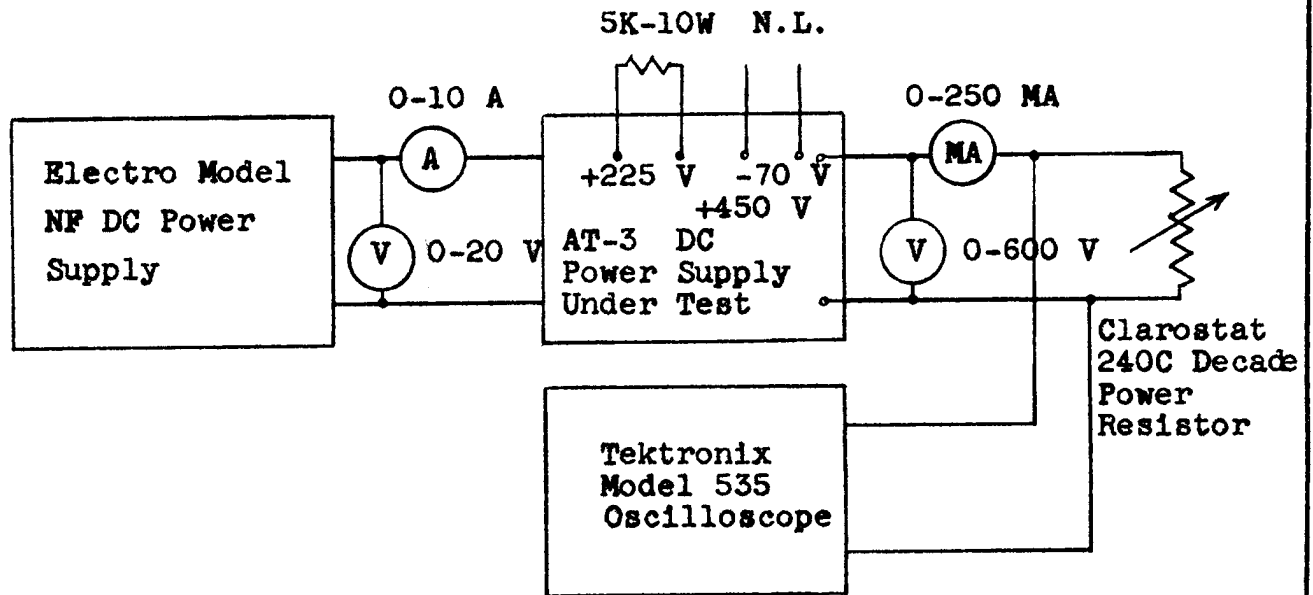 5K-10W N.L.
0-10 A
0-250 MA
A
MA
Electro Model
NF DC Power
Supply
V
0-20 V
+225 V -70 V
+450 V
AT-3 DC
Power Supply
Under Test
V
0-600 V
Clarostat
240C Decade
Power
Resistor
Tektronix
Model 535
Oscilloscope